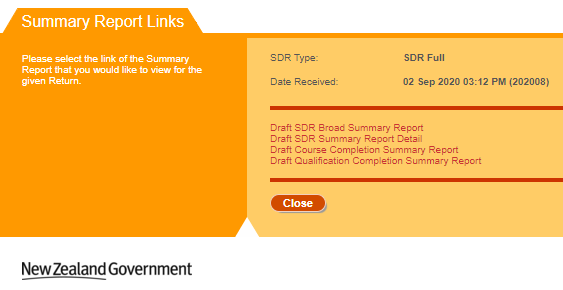 Summary Report Links
Please select the link of the Summary
Report that you would like to view for the
given Return.
SDR Type: SDR Full
Date Received: 02 Sep 2020 03:12 PM (202008)
Draft SDR Broad Summary Report
Draft SDR Summary Report Detail
Draft Course Completion Summary Report
Draft Qualification Completion Summary Report
Close
New Zealand Government